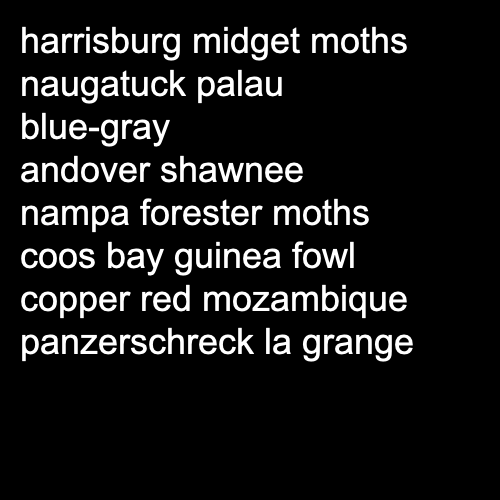 harrisburg midget moths
naugatuck palau
blue-gray
andover shawnee
nampa forester moths
coos bay guinea fowl
copper red mozambique
panzerschreck la grange